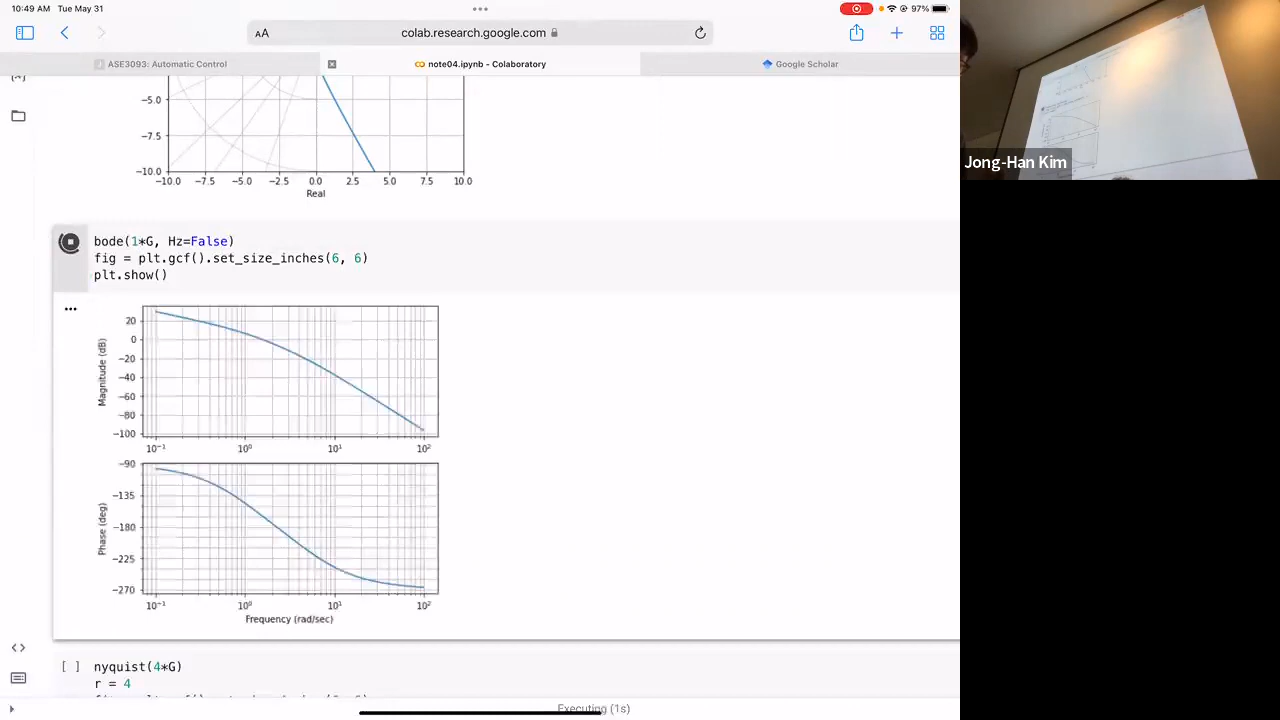 10:49 AM Tue May 31
97%
AA
colab.research.google.com
ASE3093: Automatic Control
note04.ipynb - Colaboratory
Google Scholar
−5.0
−7.5
−10.0
−10.0 −7.5 −5.0 −2.5 0.0 2.5 5.0 7.5 10.0
Real
Jong-Han Kim
bode(1*G, Hz=False)
fig = plt.gcf().set_size_inches(6, 6)
plt.show()
Magnitude (dB)
20
0
−20
−40
−60
−80
−100
10⁻¹ 10⁰ 10¹ 10²
Phase (deg)
−90
−135
−180
−225
−270
10⁻¹ 10⁰ 10¹ 10²
Frequency (rad/sec)
[ ] nyquist(4*G)
r = 4
Executing (1s)